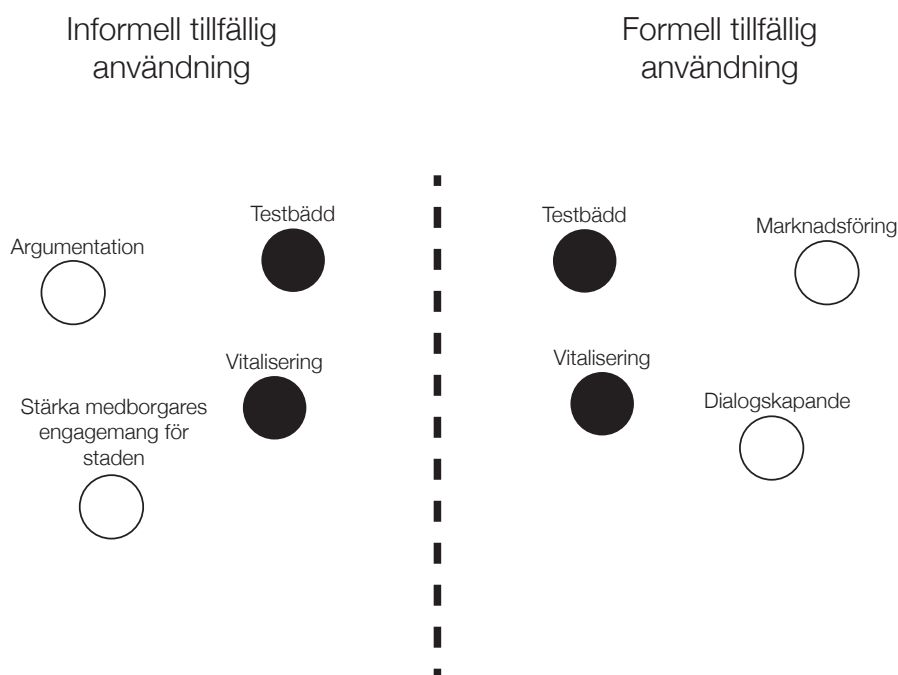 Informell tillfällig
användning
Formell tillfällig
användning
Testbädd
Argumentation
Vitalisering
Stärka medborgares
engagemang för
staden
Testbädd
Marknadsföring
Vitalisering
Dialogskapande